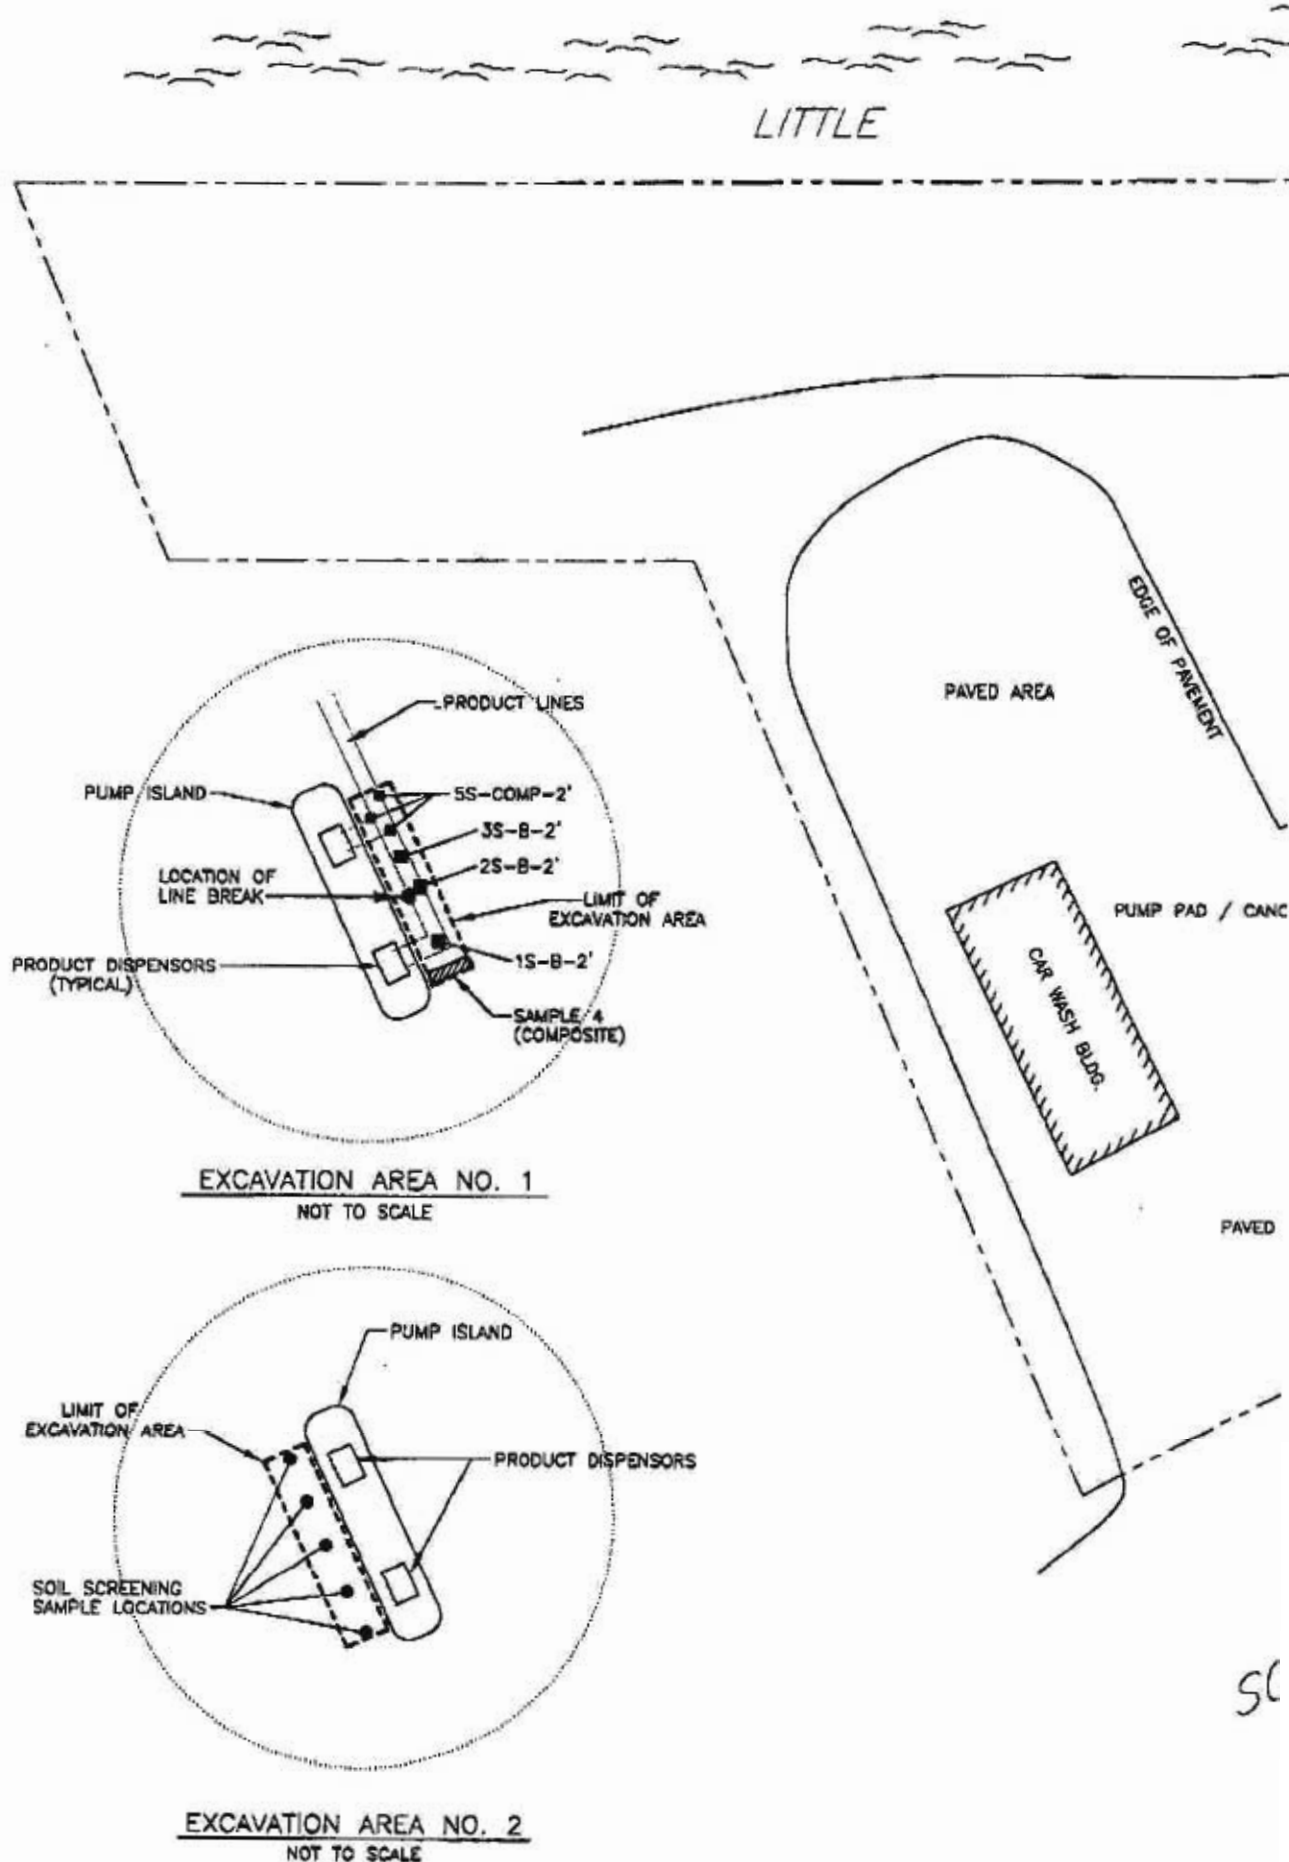 LITTLE
EDGE OF PAVEMENT
PAVED AREA
PRODUCT LINES
PUMP ISLAND
5S-COMP-2'
3S-B-2'
2S-B-2'
LOCATION OF
LINE BREAK
LIMIT OF
EXCAVATION AREA
PUMP PAD / CANC
CAR WASH BLDG.
PRODUCT DISPENSORS
(TYPICAL)
1S-B-2'
SAMPLE 4
(COMPOSITE)
EXCAVATION AREA NO. 1
NOT TO SCALE
PAVED
PUMP ISLAND
LIMIT OF
EXCAVATION AREA
PRODUCT DISPENSORS
SOIL SCREENING
SAMPLE LOCATIONS
EXCAVATION AREA NO. 2
NOT TO SCALE